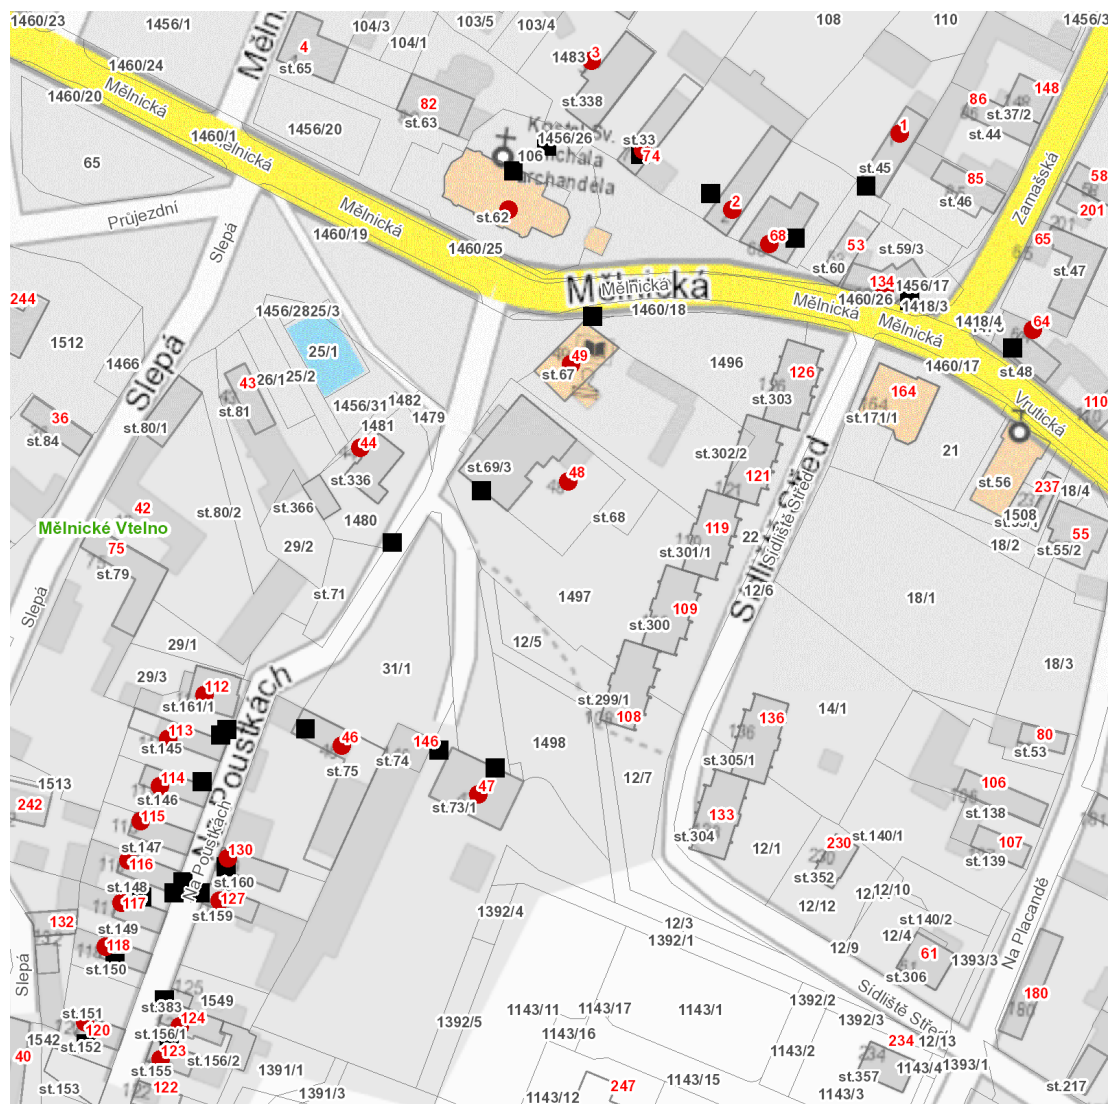 1460/23
1456/1
104/3
103/5
103/4
108
110
1456/3
Mělni
104/1
4
st.65
1483
3
1460/24
Mělnická
1460/20
82
st.63
st.338
86
148
st.37/2
st.44
1456/20
1460/1
Mělnická
Kostel Sv.
Michala
archanděla
1456/26
106
st.33
74
1
65
st.45
Zamašská
58
85
st.46
201
Průjezdní
Slepá
Mělnická
st.62
2
68
53
st.59/3
65
1460/19
1460/25
st.60
st.47
244
134
1456/17
Mělnická
Mělnická
1460/18
Mělnická
1460/26
1418/3
Mělnická
1418/4
64
1456/28
25/3
25/1
1512
1466
Slepá
49
st.67
1496
126
st.303
1460/17
st.48
43
26/1
25/2
st.81
1456/31
1482
1479
1481
164
st.171/1
Vrutická
110
36
st.84
st.80/1
44
st.336
st.302/2
121
21
st.69/3
48
st.56
237
18/4
42
st.80/2
st.366
1480
st.68
Sídliště Střed
Sídliště Střed
1508
Mělnické Vtelno
75
st.79
29/2
119
st.301/1
22
18/2
st.55/2
55
Slepá
st.71
1497
12/6
18/1
109
st.300
29/1
12/5
29/3
31/1
18/3
112
st.161/1
st.299/1
108
Na Poustkách
14/1
136
113
st.145
46
st.75
146
st.74
1498
80
st.53
st.305/1
1513
242
114
st.146
47
st.73/1
12/7
106
st.138
115
st.147
st.304
133
12/1
230
st.140/1
107
st.139
Na Poustkách
116
130
st.148
st.160
st.352
12/10
117
127
st.159
1392/4
12/12
Na Placandě
132
st.149
1392/1
12/3
st.140/2
12/4
118
st.150
12/9
61
st.306
1393/3
Slepá
180
st.383
1549
Sídliště Střed
st.151
120
124
1143/11
1143/17
1143/1
1392/2
1542
st.152
st.156/1
1392/5
1143/16
1392/3
40
123
st.155
st.156/2
1143/2
234
12/13
122
1391/1
1143/15
st.357
1143/4
1393/1
st.153
1391/3
247
1143/12
1143/3
st.217